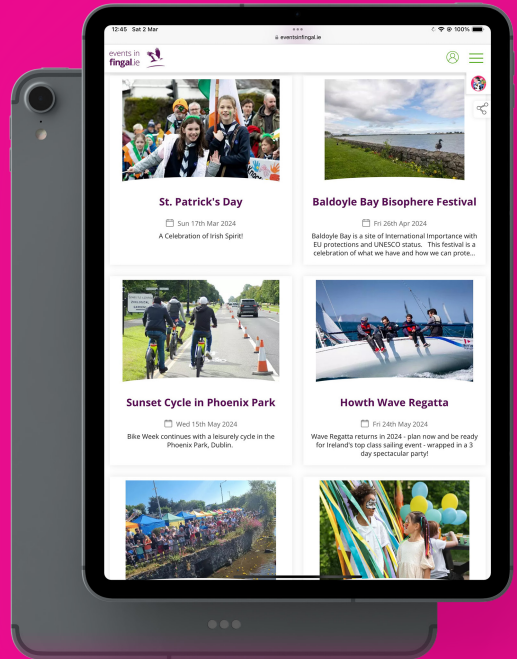 12:45 Sat 2 Mar
100%
eventsinfingal.ie
events in
fingal.ie
St. Patrick's Day
Sun 17th Mar 2024
A Celebration of Irish Spirit!
Baldoyle Bay Bisophere Festival
Fri 26th Apr 2024
Baldoyle Bay is a site of International Importance with
EU protections and UNESCO status. This festival is a
celebration of what we have and how we can prote...
Sunset Cycle in Phoenix Park
Wed 15th May 2024
Bike Week continues with a leisurely cycle in the
Phoenix Park, Dublin.
Howth Wave Regatta
Fri 24th May 2024
Wave Regatta returns in 2024 - plan now and be ready
for Ireland's top class sailing event - wrapped in a 3
day spectacular party!